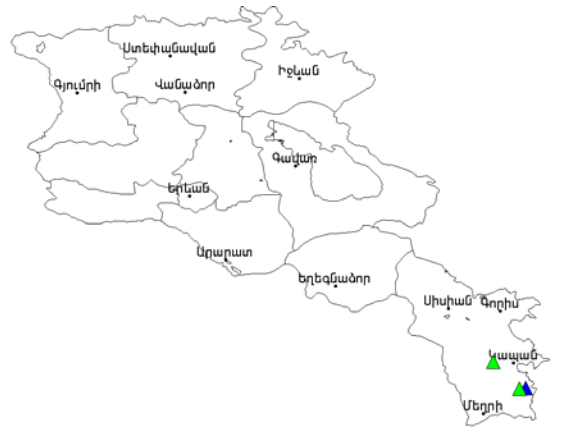 Ստեփանավան
Իջևան
Գյումրի
Վանաձոր
Գավառ
Երևան
Արարատ
Եղեգնաձոր
Սիսիան
Գորիս
Կապան
Մեղրի